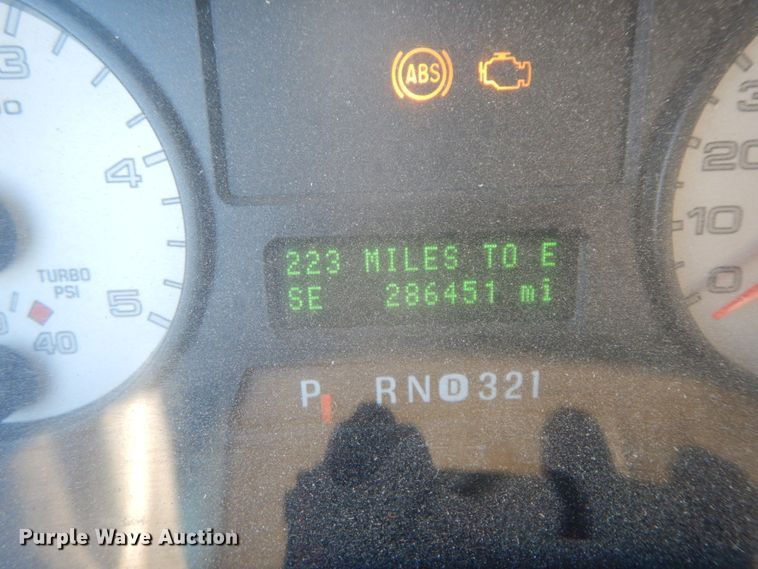 ABS
3
4
5
TURBO
PSI
40
223 MILES TO E
SE 286451 mi
P RND321
3
20
10
0
Purple Wave Auction